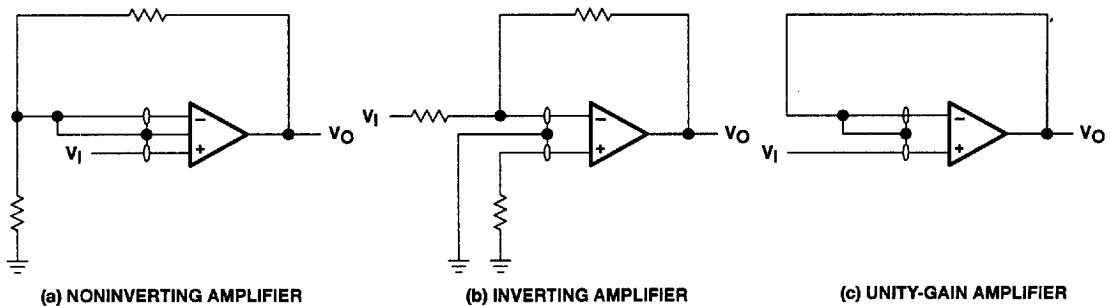 VI
VO
(a) NONINVERTING AMPLIFIER
VI
VO
(b) INVERTING AMPLIFIER
VI
VO
(c) UNITY-GAIN AMPLIFIER